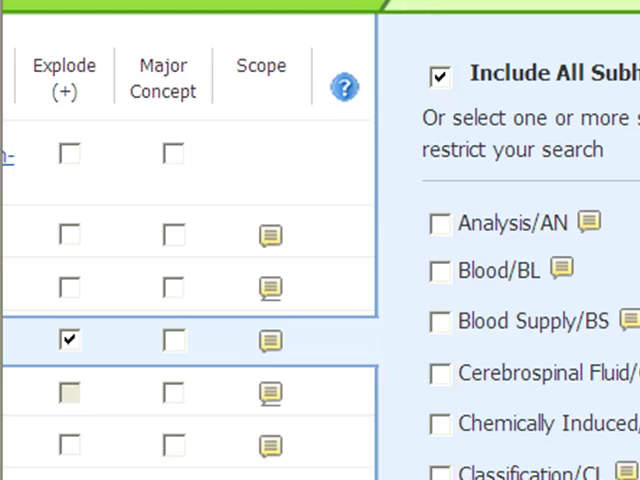 Explode
(+)
Major
Concept
Scope
?
Include All Subh
Or select one or more s
restrict your search
Analysis/AN
Blood/BL
Blood Supply/BS
Cerebrospinal Fluid/
Chemically Induced/
Classification/CL